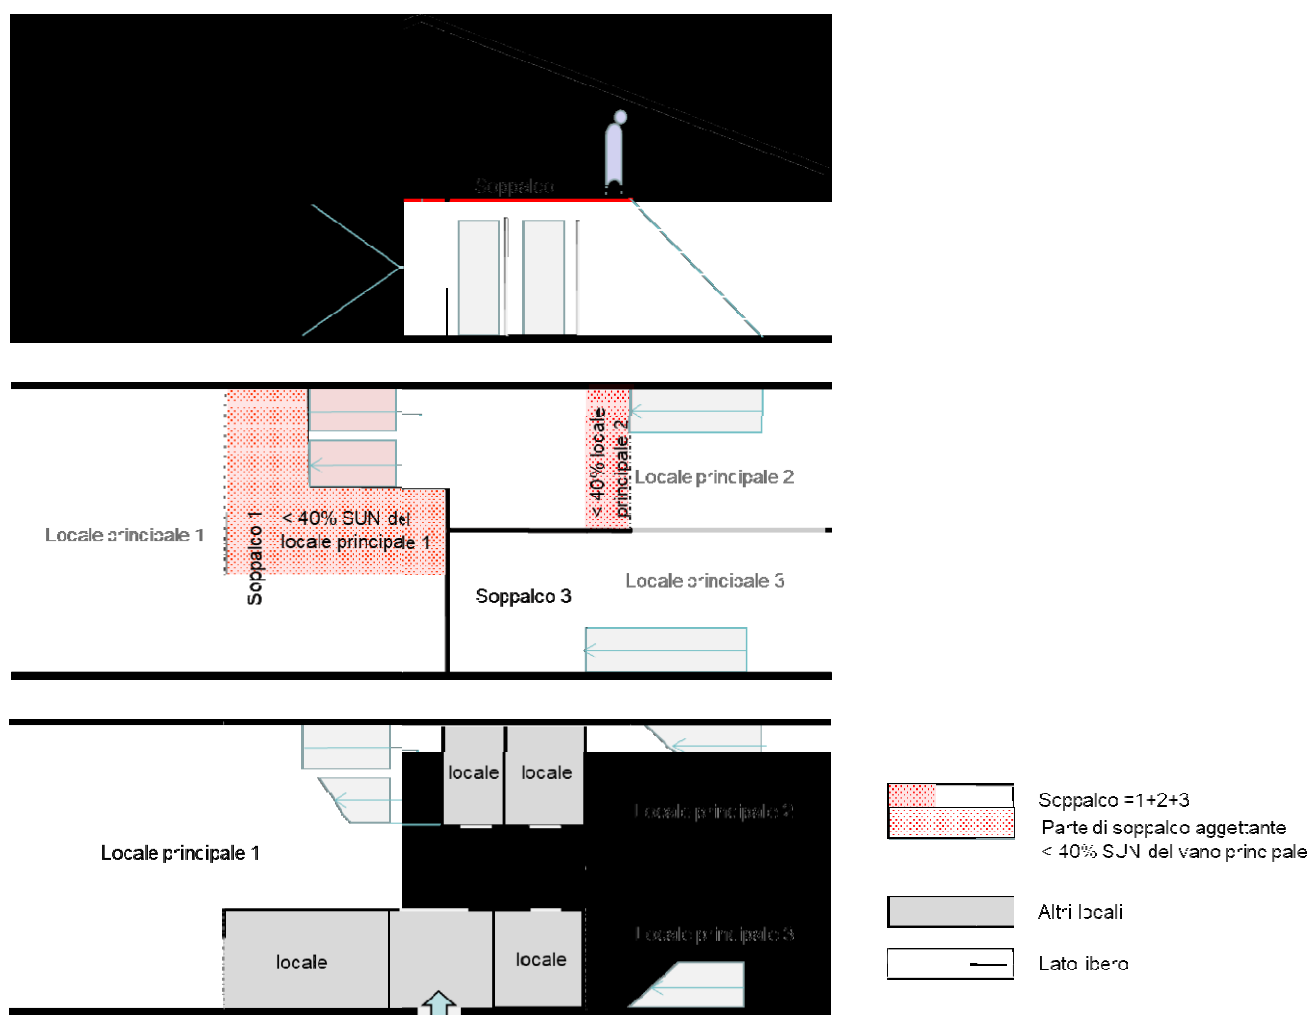 Soppalco
< 40% locale
principale 2
Locale principale 2
< 40% SUN del
locale principale 1
Soppalco 1
Locale principale 1
Locale principale 3
Soppalco 3
locale
locale
Locale principale 2
Locale principale 1
Locale principale 3
locale
locale
Soppalco =1+2+3
Parte di soppalco aggettante
< 40% SUN del vano principale
Altri locali
Lato libero